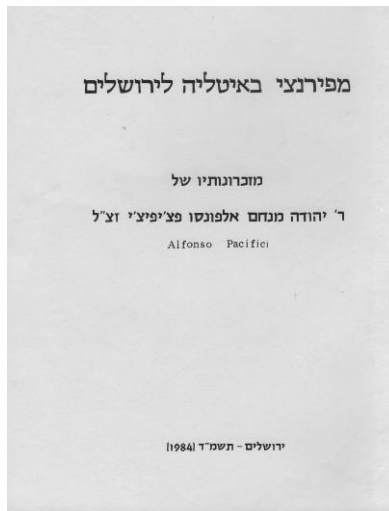 מפירנצי באיטליה לירושלים
מזכרונותיו של
ר' יהודה מנחם אלפונסו פצ'יפיצ'י זצ"ל
Alfonso Pacifici
ירושלים - תשמ"ד [1984]